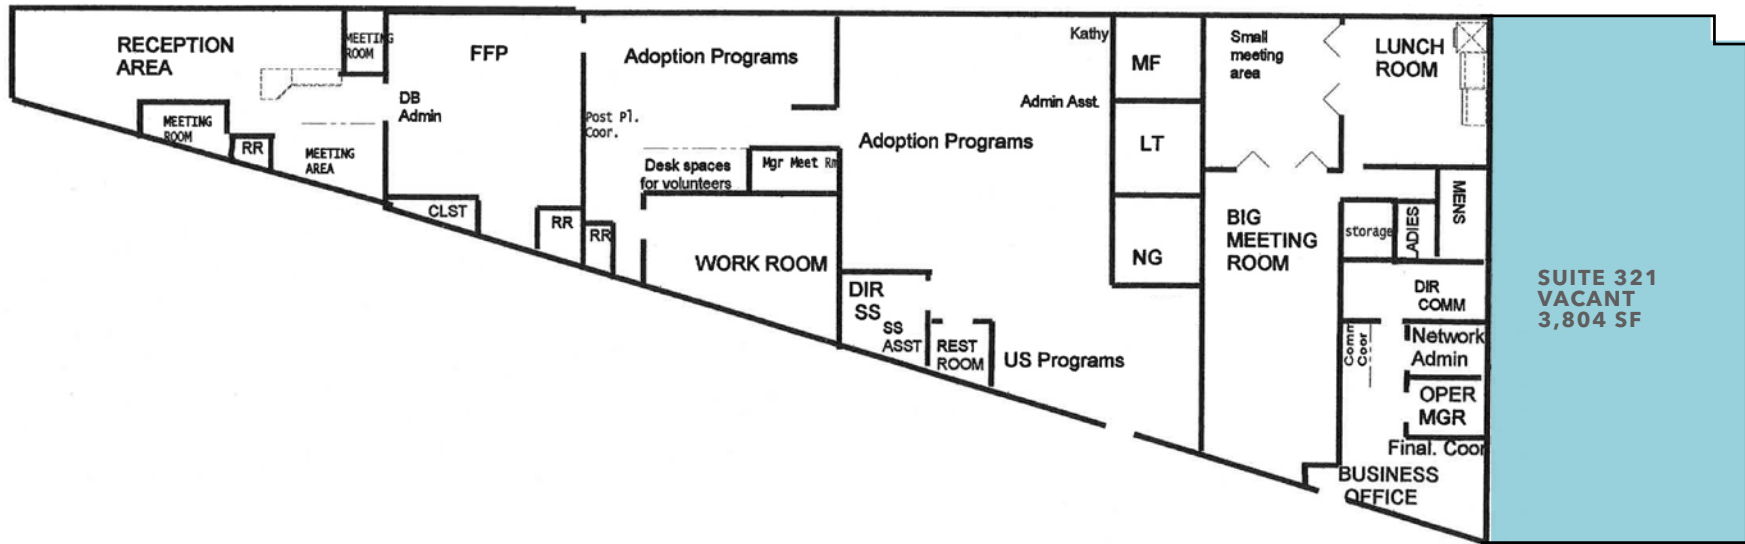 RECEPTION
AREA
MEETING
ROOM
FFP
DB
Admin
MEETING
ROOM
RR
MEETING
AREA
CLST
RR
RR
Adoption Programs
Post Pl.
Coor.
Desk spaces
for volunteers
Mgr Meet Rm
WORK ROOM
Adoption Programs
Kathy
Admin Asst.
MF
LT
NG
DIR
SS
SS
ASST
REST
ROOM
US Programs
Small
meeting
area
LUNCH
ROOM
BIG
MEETING
ROOM
storage
LADIES
MENS
DIR
COMM
Comm
Coor
Network
Admin
OPER
MGR
Final. Coor
BUSINESS
OFFICE
SUITE 321
VACANT
3,804 SF